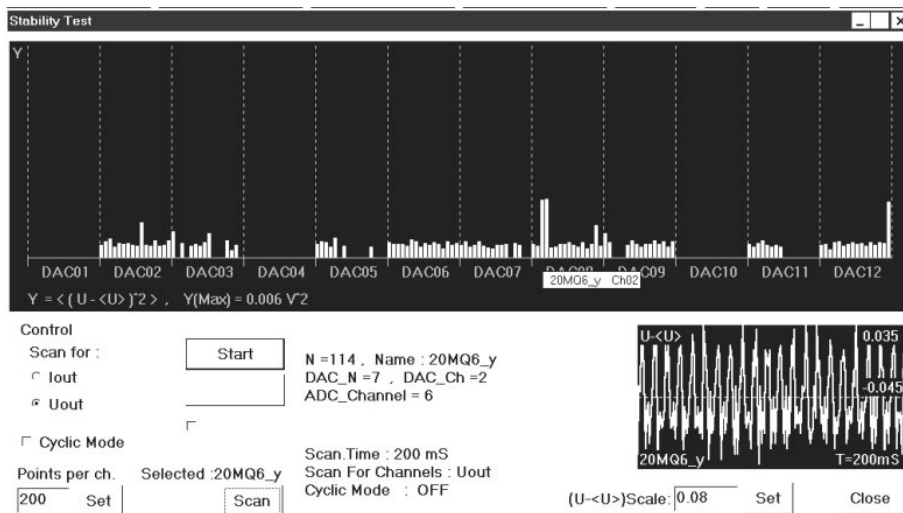 Stability Test
Y
DAC01 DAC02 DAC03 DAC04 DAC05 DAC06 DAC07 DAC08 DAC09 DAC10 DAC11 DAC12
20MQ6_y Ch02
Y = < ( U - <U> )^2 > , Y(Max) = 0.006 V^2
Control
Scan for :
Start
Iout
Uout
Cyclic Mode
Points per ch.
200 Set
Selected :20MQ6_y
Scan
N =114 , Name : 20MQ6_y
DAC_N =7 , DAC_Ch =2
ADC_Channel = 6
Scan.Time : 200 mS
Scan For Channels : Uout
Cyclic Mode : OFF
U-<U> 0.035
-0.045
20MQ6_y T=200mS
(U-<U>)Scale: 0.08 Set Close